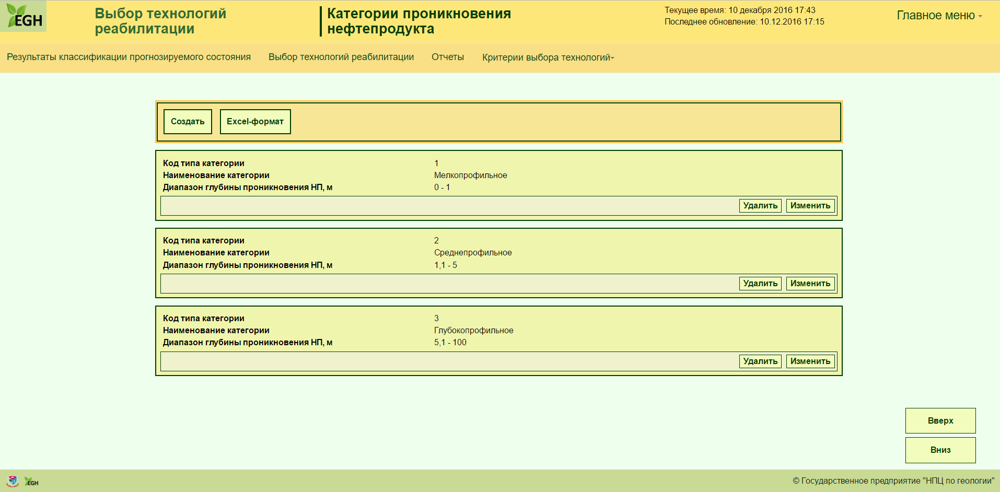 EGH
Выбор технологий
реабилитации
Категории проникновения
нефтепродукта
Текущее время: 10 декабря 2016 17:43
Последнее обновление: 10.12.2016 17:15
Главное меню
Результаты классификации прогнозируемого состояния Выбор технологий реабилитации Отчеты Критерии выбора технологий
Создать Excel-формат
Код типа категории 1
Наименование категории Мелкопрофильное
Диапазон глубины проникновения НП, м 0 - 1
Удалить Изменить
Код типа категории 2
Наименование категории Среднепрофильное
Диапазон глубины проникновения НП, м 1,1 - 5
Удалить Изменить
Код типа категории 3
Наименование категории Глубокопрофильное
Диапазон глубины проникновения НП, м 5,1 - 100
Удалить Изменить
Вверх
Вниз
EGH © Государственное предприятие "НПЦ по геологии"